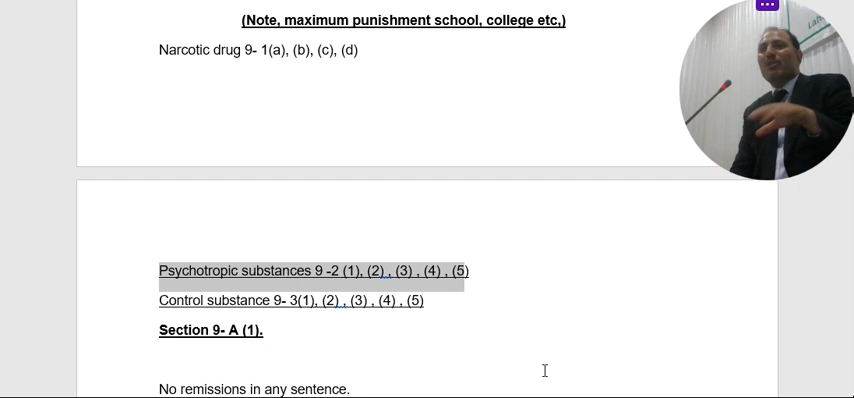 (Note, maximum punishment school, college etc,)
Narcotic drug 9- 1(a), (b), (c), (d)
Psychotropic substances 9 -2 (1), (2) , (3) , (4) , (5)
Control substance 9- 3(1), (2) , (3) , (4) , (5)
Section 9- A (1).
No remissions in any sentence.